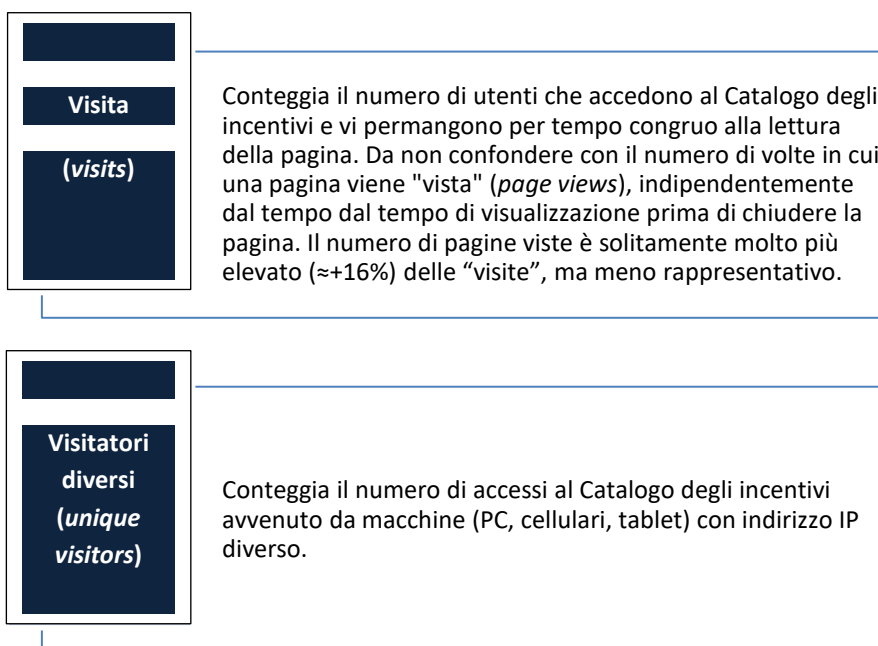 Visita
(visits)
Conteggia il numero di utenti che accedono al Catalogo degli
incentivi e vi permangono per tempo congruo alla lettura
della pagina. Da non confondere con il numero di volte in cui
una pagina viene "vista" (page views), indipendentemente
dal tempo dal tempo di visualizzazione prima di chiudere la
pagina. Il numero di pagine viste è solitamente molto più
elevato (≈+16%) delle “visite”, ma meno rappresentativo.
Visitatori
diversi
(unique
visitors)
Conteggia il numero di accessi al Catalogo degli incentivi
avvenuto da macchine (PC, cellulari, tablet) con indirizzo IP
diverso.